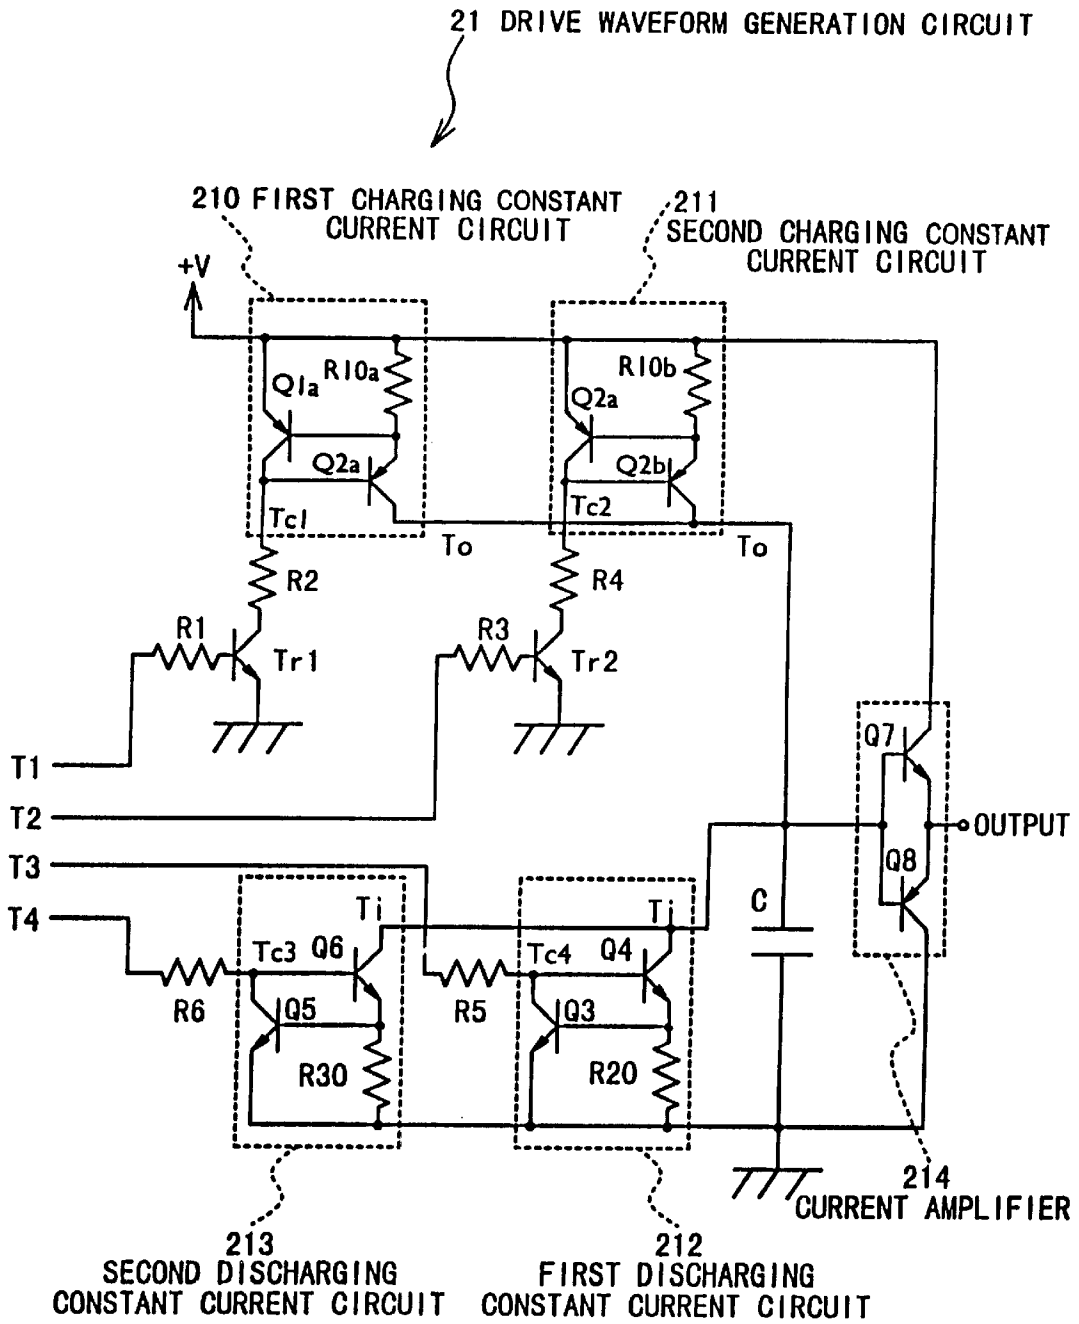 21 DRIVE WAVEFORM GENERATION CIRCUIT
210 FIRST CHARGING CONSTANT
CURRENT CIRCUIT
211
SECOND CHARGING CONSTANT
CURRENT CIRCUIT
+V
R10a
Q1a
Q2a
Tc1
To
R10b
Q2a
Q2b
Tc2
To
R2
R4
R1
Tr1
R3
Tr2
T1
T2
T3
T4
Q7
OUTPUT
Q8
C
Ti
Tc3
Q6
R6
Q5
R30
Ti
Tc4
Q4
R5
Q3
R20
214
CURRENT AMPLIFIER
213
SECOND DISCHARGING
CONSTANT CURRENT CIRCUIT
212
FIRST DISCHARGING
CONSTANT CURRENT CIRCUIT